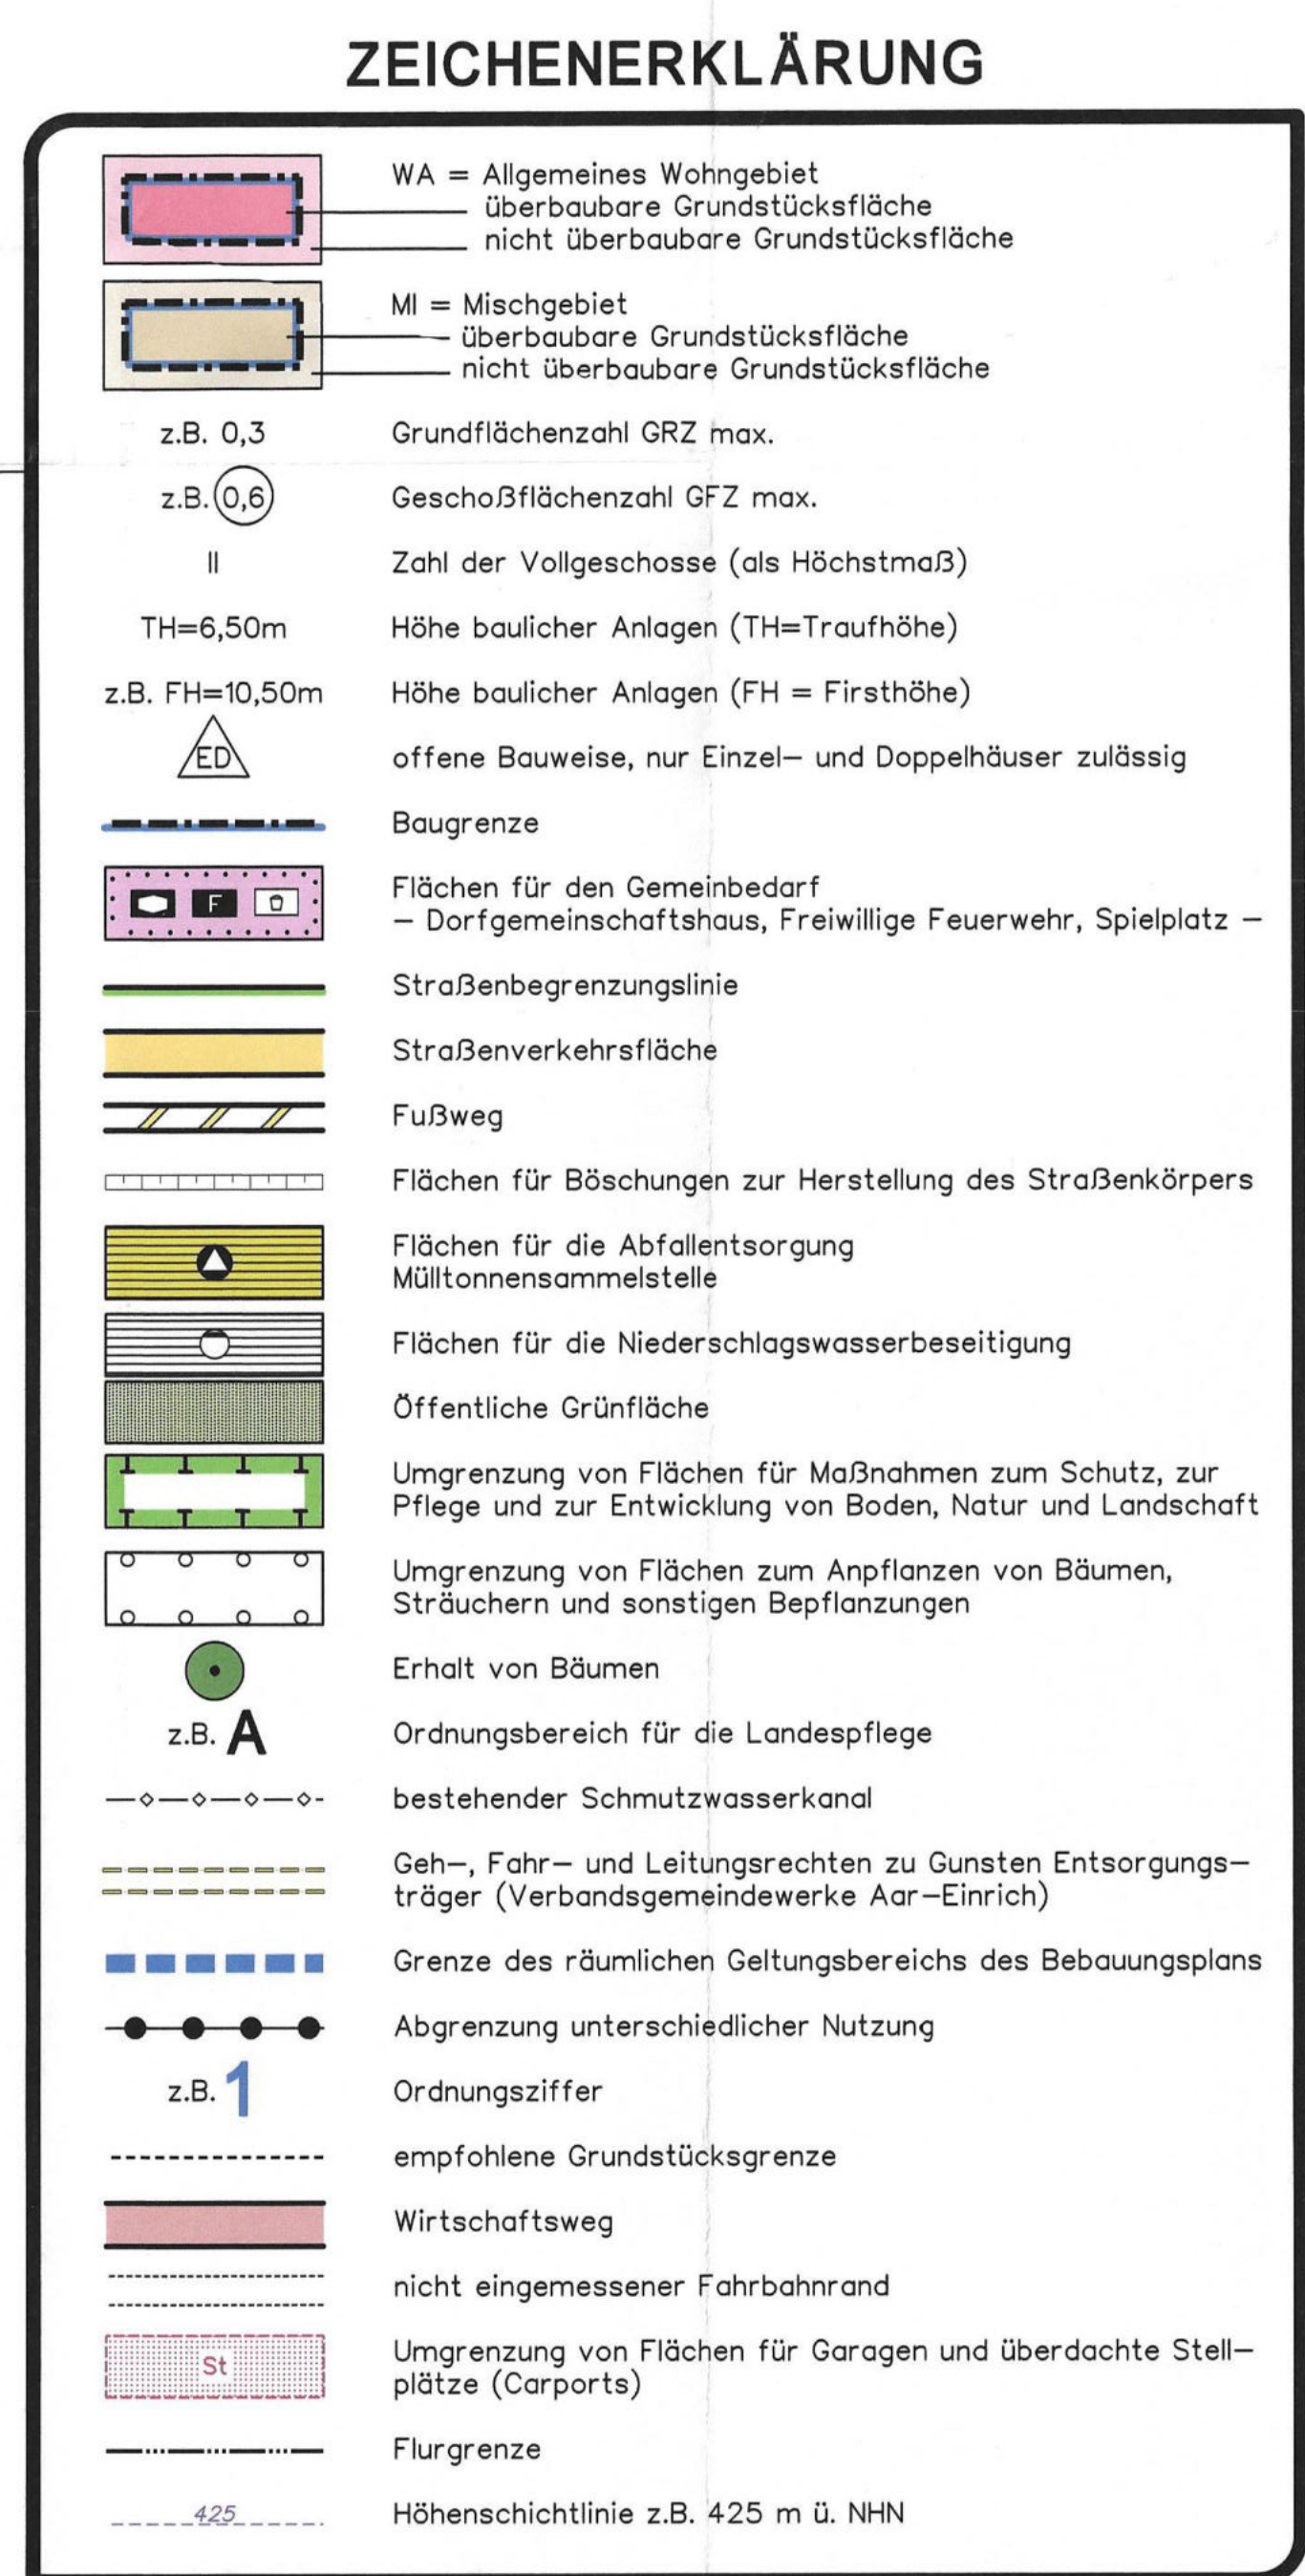 ZEICHENERKLÄRUNG
WA = Allgemeines Wohngebiet
überbaubare Grundstücksfläche
nicht überbaubare Grundstücksfläche
MI = Mischgebiet
überbaubare Grundstücksfläche
nicht überbaubare Grundstücksfläche
z.B. 0,3 Grundflächenzahl GRZ max.
z.B. 0,6 Geschoßflächenzahl GFZ max.
II Zahl der Vollgeschosse (als Höchstmaß)
TH=6,50m Höhe baulicher Anlagen (TH=Traufhöhe)
z.B. FH=10,50m Höhe baulicher Anlagen (FH = Firsthöhe)
ED offene Bauweise, nur Einzel– und Doppelhäuser zulässig
Baugrenze
Flächen für den Gemeinbedarf
F – Dorfgemeinschaftshaus, Freiwillige Feuerwehr, Spielplatz –
Straßenbegrenzungslinie
Straßenverkehrsfläche
Fußweg
Flächen für Böschungen zur Herstellung des Straßenkörpers
Flächen für die Abfallentsorgung
Mülltonnensammelstelle
Flächen für die Niederschlagswasserbeseitigung
Öffentliche Grünfläche
Umgrenzung von Flächen für Maßnahmen zum Schutz, zur
Pflege und zur Entwicklung von Boden, Natur und Landschaft
Umgrenzung von Flächen zum Anpflanzen von Bäumen,
Sträuchern und sonstigen Bepflanzungen
Erhalt von Bäumen
z.B. A Ordnungsbereich für die Landespflege
bestehender Schmutzwasserkanal
Geh–, Fahr– und Leitungsrechten zu Gunsten Entsorgungs–
träger (Verbandsgemeindewerke Aar–Einrich)
Grenze des räumlichen Geltungsbereichs des Bebauungsplans
Abgrenzung unterschiedlicher Nutzung
z.B. 1 Ordnungsziffer
empfohlene Grundstücksgrenze
Wirtschaftsweg
nicht eingemessener Fahrbahnrand
Umgrenzung von Flächen für Garagen und überdachte Stell–
St plätze (Carports)
Flurgrenze
425 Höhenschichtlinie z.B. 425 m ü. NHN